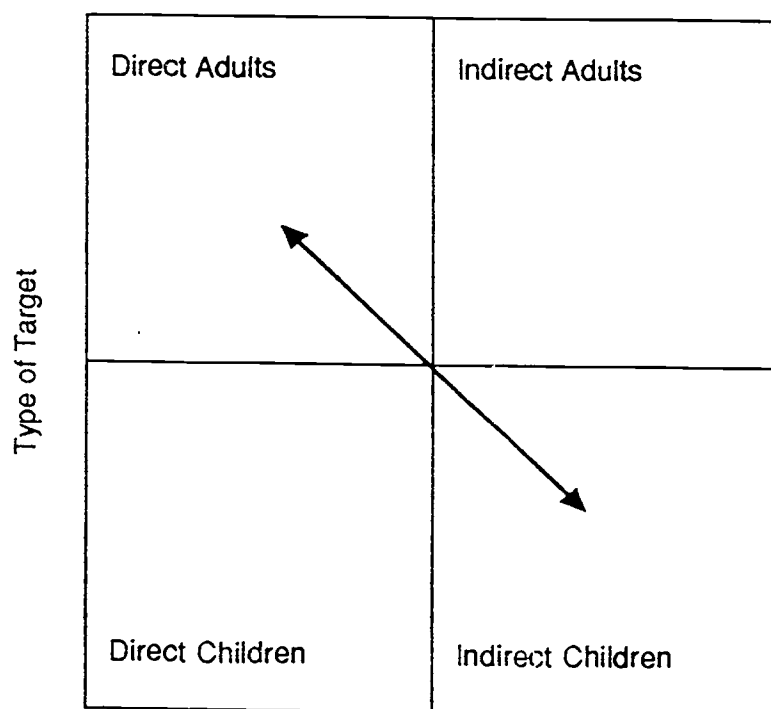 Direct Adults
Indirect Adults
Type of Target
Direct Children
Indirect Children